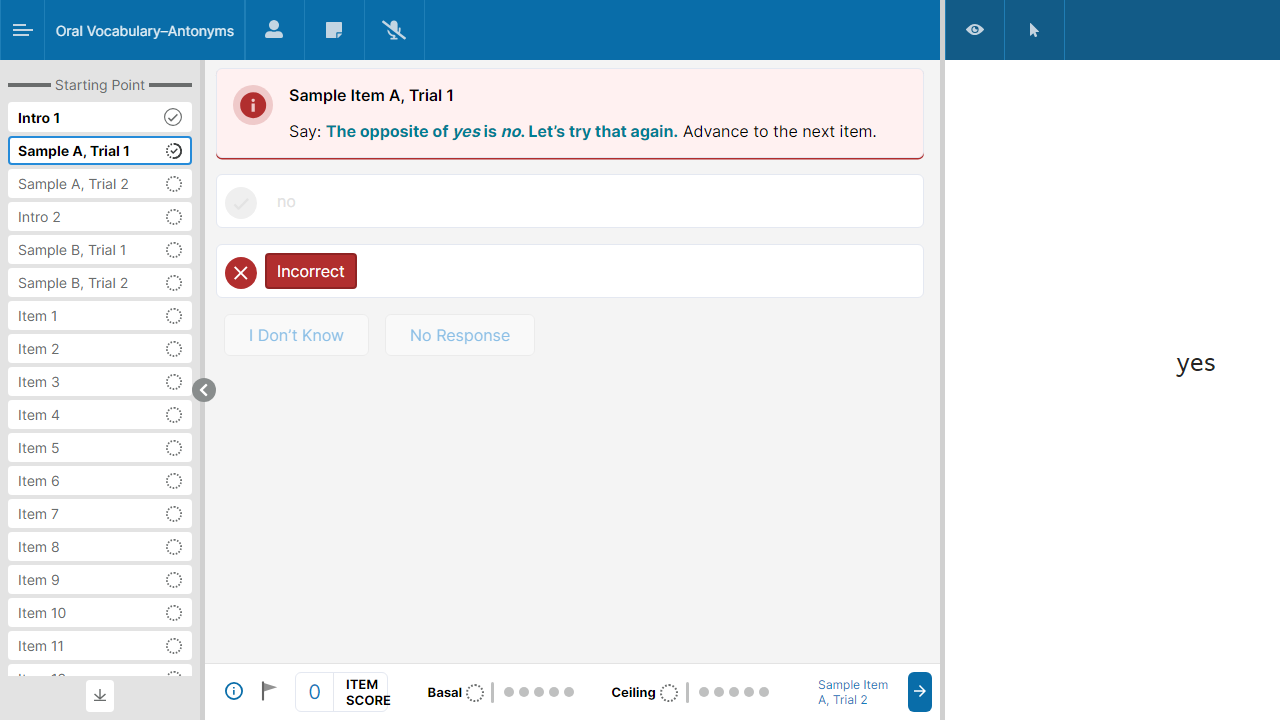 Oral Vocabulary–Antonyms
Starting Point
Intro 1
Sample A, Trial 1
Sample A, Trial 2
Intro 2
Sample B, Trial 1
Sample B, Trial 2
Item 1
Item 2
Item 3
Item 4
Item 5
Item 6
Item 7
Item 8
Item 9
Item 10
Item 11
Sample Item A, Trial 1
Say: The opposite of yes is no. Let’s try that again. Advance to the next item.
no
Incorrect
I Don’t Know
No Response
yes
0
ITEM
SCORE
Basal
Ceiling
Sample Item
A, Trial 2